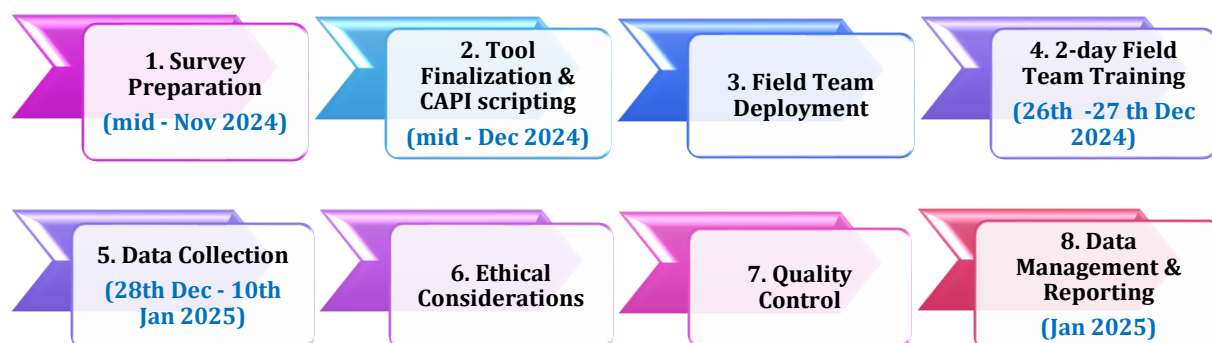 1. Survey
Preparation
(mid - Nov 2024)
2. Tool
Finalization &
CAPI scripting
(mid - Dec 2024)
3. Field Team
Deployment
4. 2-day Field
Team Training
(26th -27 th Dec
2024)
5. Data Collection
(28th Dec - 10th
Jan 2025)
6. Ethical
Considerations
7. Quality
Control
8. Data
Management &
Reporting
(Jan 2025)